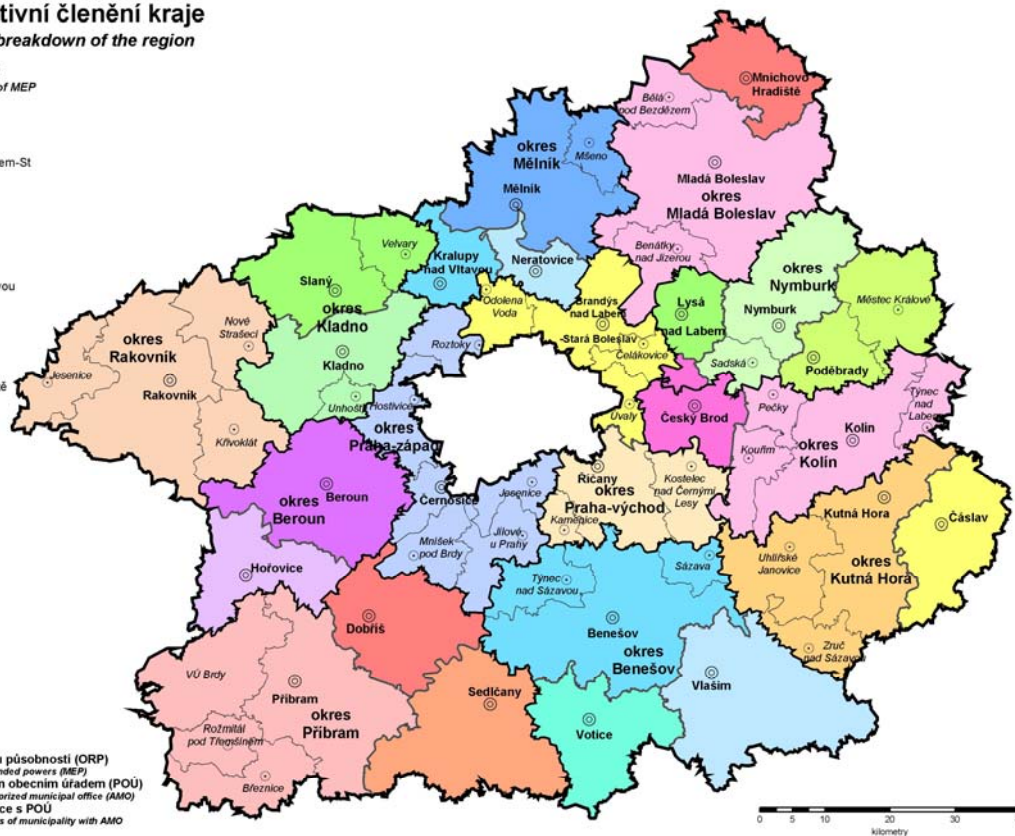 tivní členění kraje
breakdown of the region
of MEP
em-St
Mnichovo
Hradiště
Bělá
pod Bezdězem
okres
Mělník
Mšeno
Mělník
Mladá Boleslav
okres
Mladá Boleslav
Benátky
nad Jizerou
Velvary
Slaný
okres
Kladno
Kladno
Unhošť
Kralupy
nad Vltavou
Neratovice
Odolena
Voda
Brandýs
nad Labem
-Stará Boleslav
Čelákovice
Úvaly
Lysá
nad Labem
okres
Nymburk
Nymburk
Městec Králové
Sadská
Poděbrady
Nové
Strašecí
okres
Rakovník
Jesenice
Rakovník
Křivoklát
Roztoky
Hostivice
okres
Praha-západ
Černošice
Jesenice
Mníšek
pod Brdy
Jílové
u Prahy
Český Brod
Pečky
Kouřim
okres
Kolín
Kolín
Týnec
nad
Labem
okres
Beroun
Beroun
Hořovice
Říčany
okres
Praha-východ
Kamenice
Kostelec
nad Černými
Lesy
Kutná Hora
Čáslav
Uhlířské
Janovice
okres
Kutná Hora
Zruč
nad Sázavou
Týnec
nad Sázavou
Sázava
Benešov
okres
Benešov
Vlašim
Votice
Dobříš
Sedlčany
VÚ Brdy
Příbram
okres
Příbram
Rožmitál
pod Třemšínem
Březnice
působností (ORP)
nded powers (MEP)
m obecním úřadem (POÚ)
orized municipal office (AMO)
ce s POÚ
s of municipality with AMO
0 5 10 20 30
kilometry